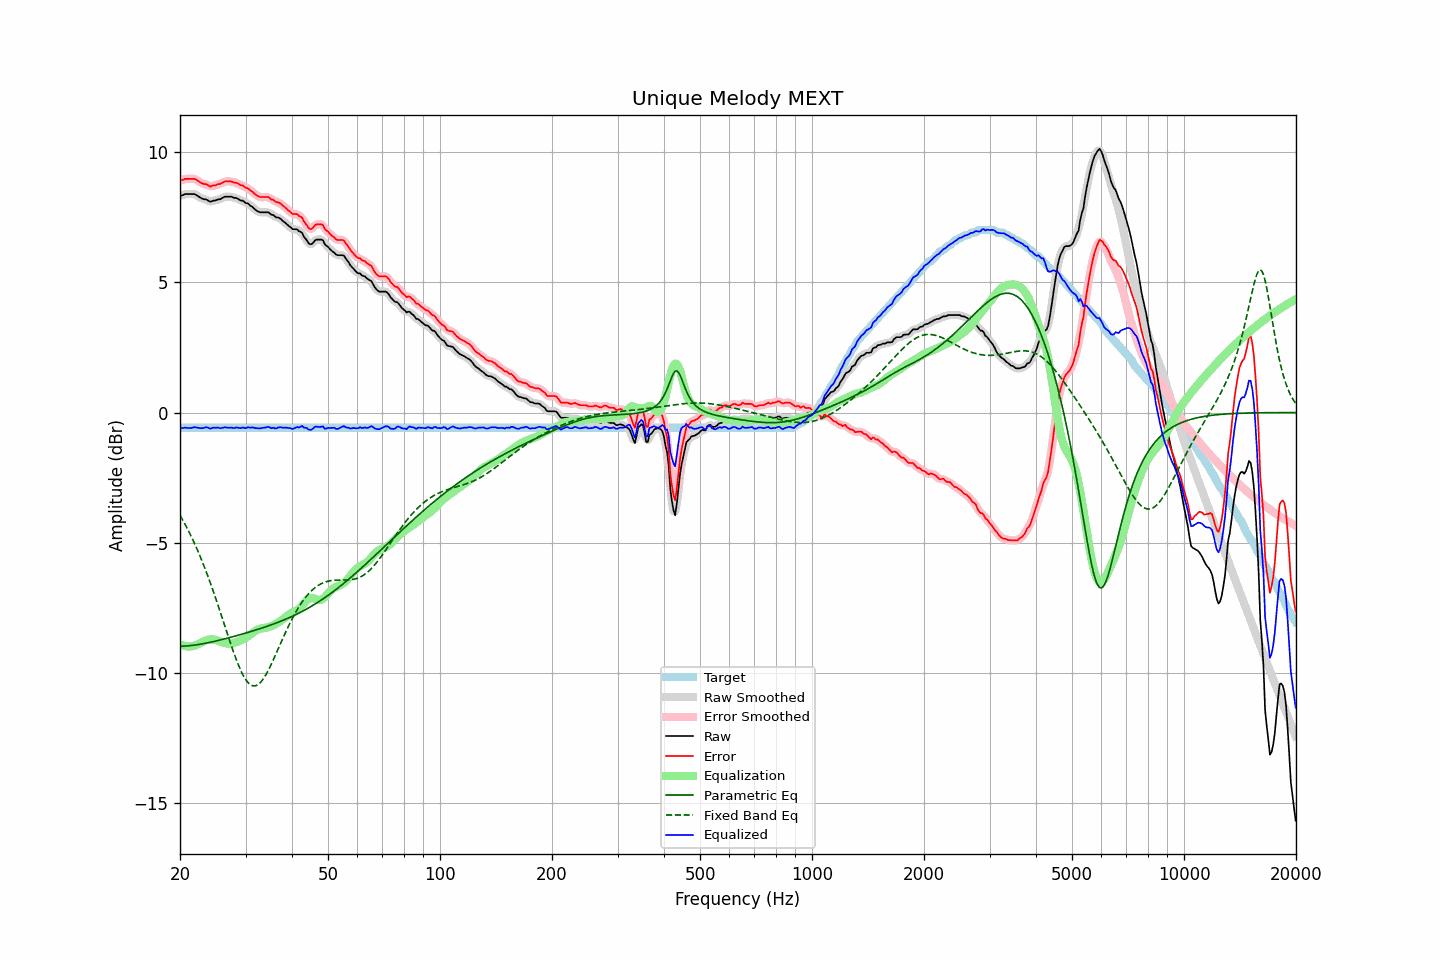 Unique Melody MEXT
10
5
0
−5
−10
−15
Amplitude (dBr)
20
50
100
200
500
1000
2000
5000
10000
20000
Frequency (Hz)
Target
Raw Smoothed
Error Smoothed
Raw
Error
Equalization
Parametric Eq
Fixed Band Eq
Equalized